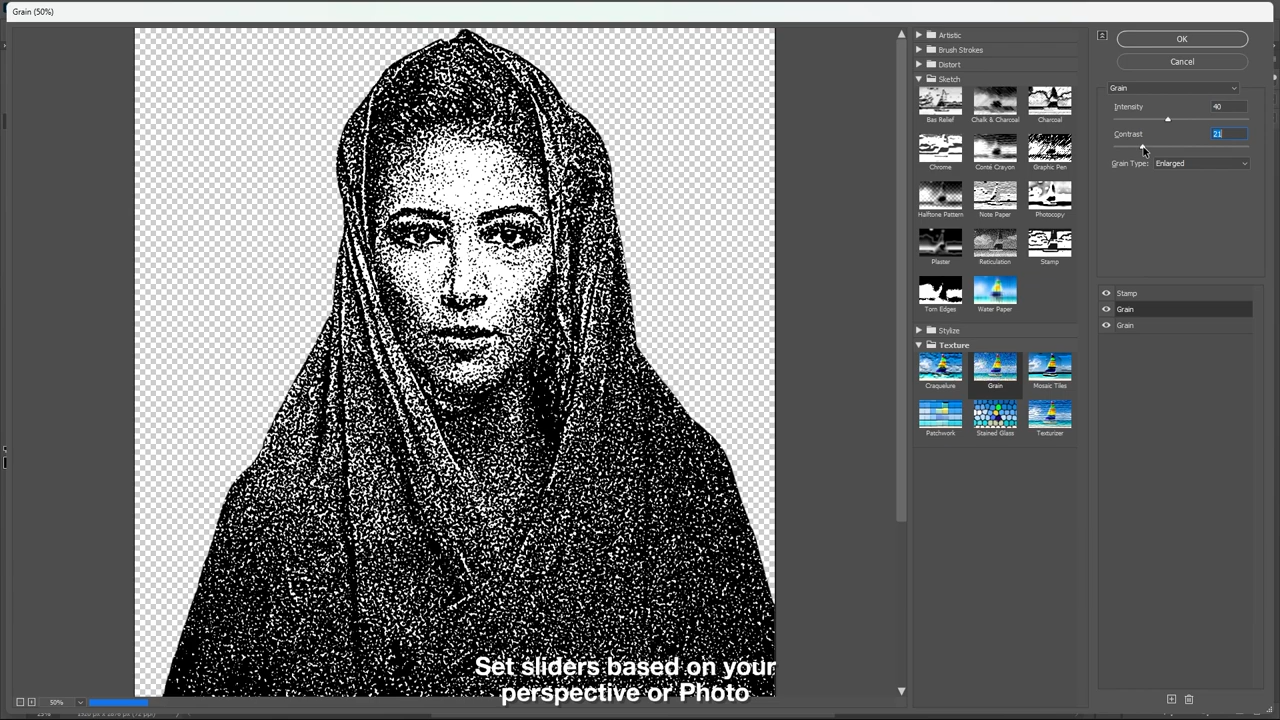 Grain (50%)
Artistic
Brush Strokes
Distort
Sketch
Bas Relief
Chalk & Charcoal
Charcoal
Chrome
Conté Crayon
Graphic Pen
Halftone Pattern
Note Paper
Photocopy
Plaster
Reticulation
Stamp
Torn Edges
Water Paper
Stylize
Texture
Craquelure
Grain
Mosaic Tiles
Patchwork
Stained Glass
Texturizer
OK
Cancel
Grain
Intensity
40
Contrast
21
Grain Type:
Enlarged
Stamp
Grain
Grain
Set sliders based on your
perspective or Photo
50%